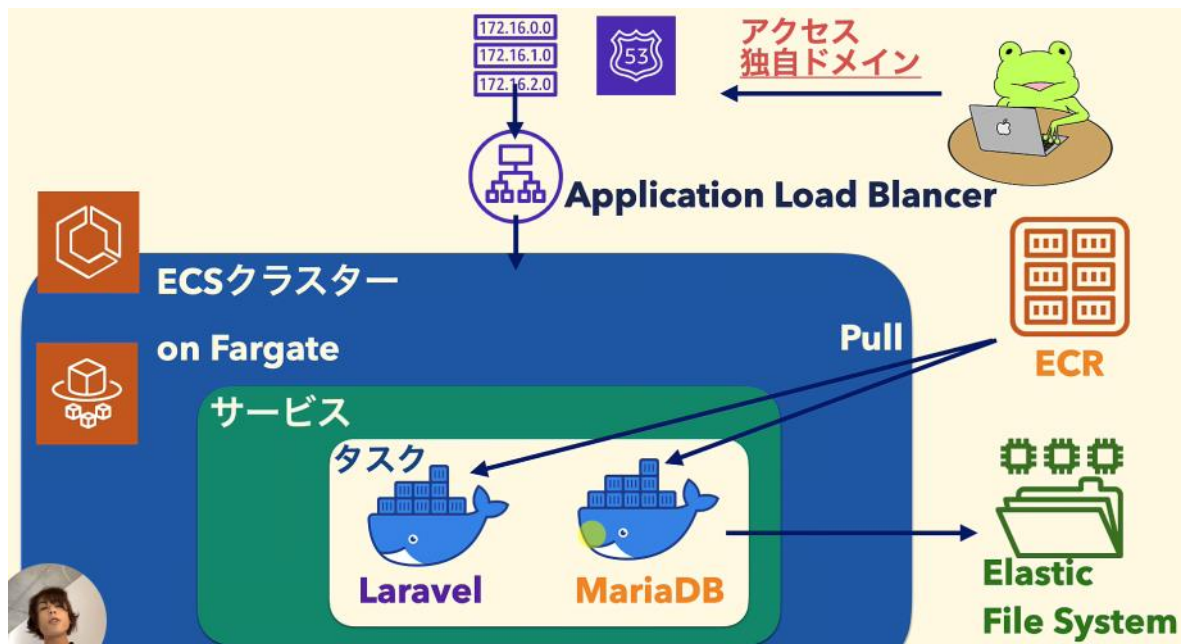 172.16.0.0
172.16.1.0
172.16.2.0
53
アクセス
独自ドメイン
Application Load Blancer
ECSクラスター
on Fargate
Pull
ECR
サービス
タスク
Laravel
MariaDB
Elastic
File System